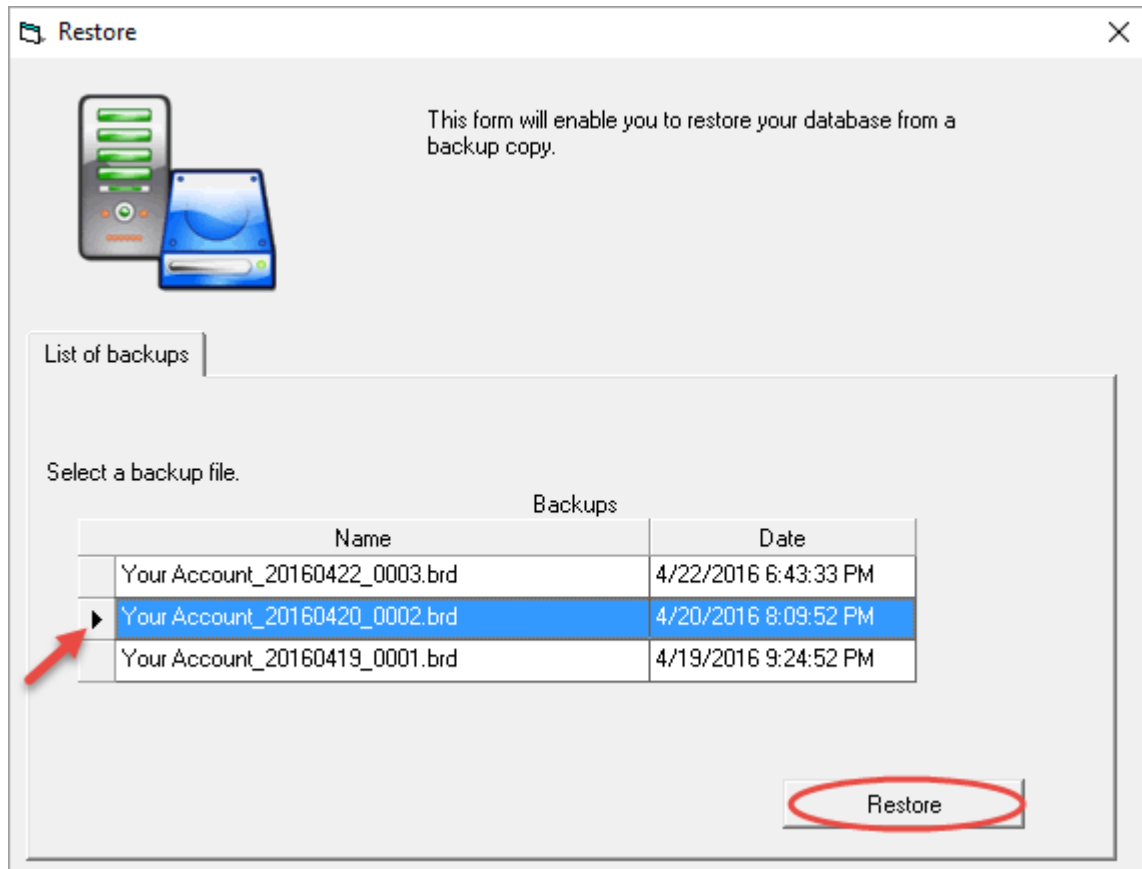 Restore
This form will enable you to restore your database from a
backup copy.
List of backups
Select a backup file.
Backups
Name Date
Your Account_20160422_0003.brd 4/22/2016 6:43:33 PM
Your Account_20160420_0002.brd 4/20/2016 8:09:52 PM
Your Account_20160419_0001.brd 4/19/2016 9:24:52 PM
Restore